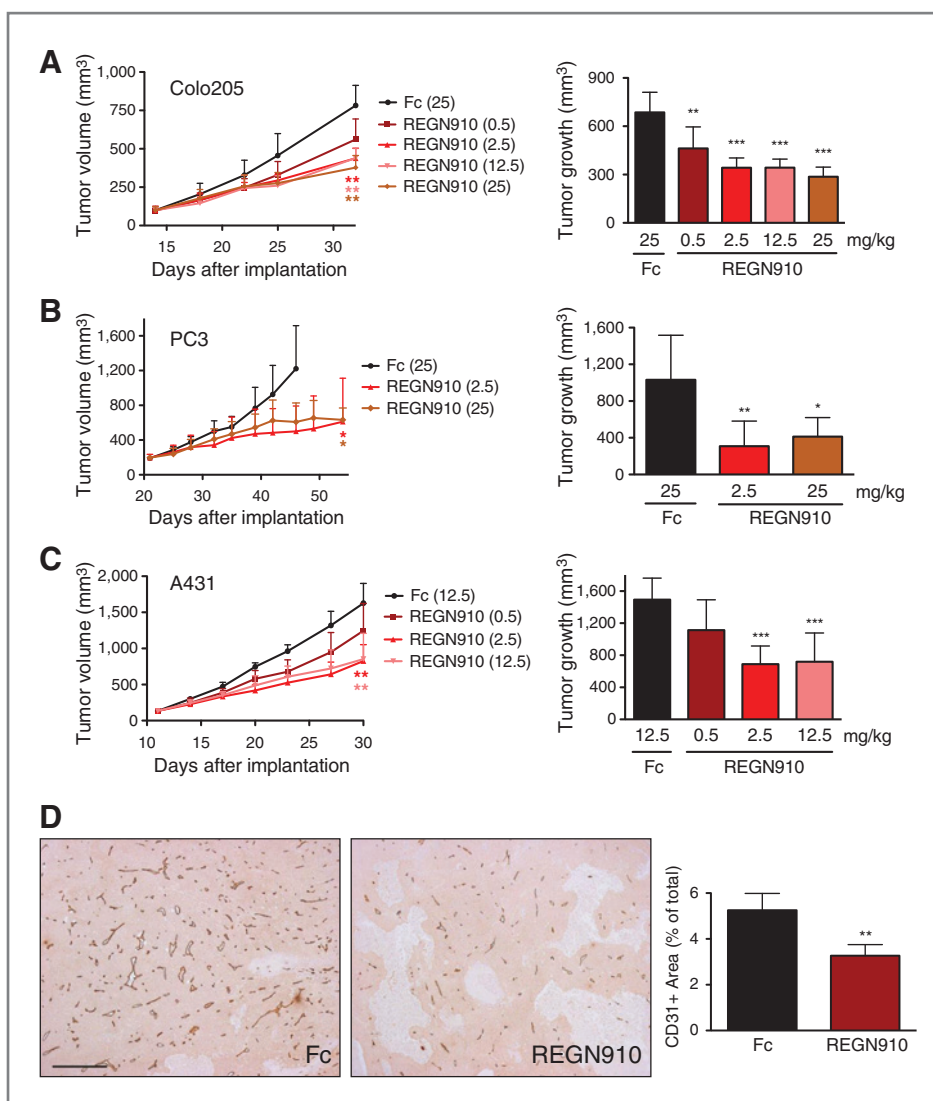 A
Tumor volume (mm³)
1,000
750
500
250
0
15
20
25
30
Days after implantation
Colo205
Fc (25)
REGN910 (0.5)
REGN910 (2.5)
REGN910 (12.5)
REGN910 (25)
**
**
**
Tumor growth (mm³)
900
600
300
0
**
***
***
***
25
0.5
2.5
12.5
25
mg/kg
Fc
REGN910
B
Tumor volume (mm³)
1,600
1,200
800
400
0
20
30
40
50
Days after implantation
PC3
Fc (25)
REGN910 (2.5)
REGN910 (25)
*
*
Tumor growth (mm³)
1,600
1,200
800
400
0
**
*
25
2.5
25
mg/kg
Fc
REGN910
C
Tumor volume (mm³)
2,000
1,500
1,000
500
0
10
15
20
25
30
Days after implantation
A431
Fc (12.5)
REGN910 (0.5)
REGN910 (2.5)
REGN910 (12.5)
**
**
Tumor growth (mm³)
1,600
1,200
800
400
0
***
***
12.5
0.5
2.5
12.5
mg/kg
Fc
REGN910
D
Fc
REGN910
CD31+ Area (% of total)
6
4
2
0
**
Fc
REGN910